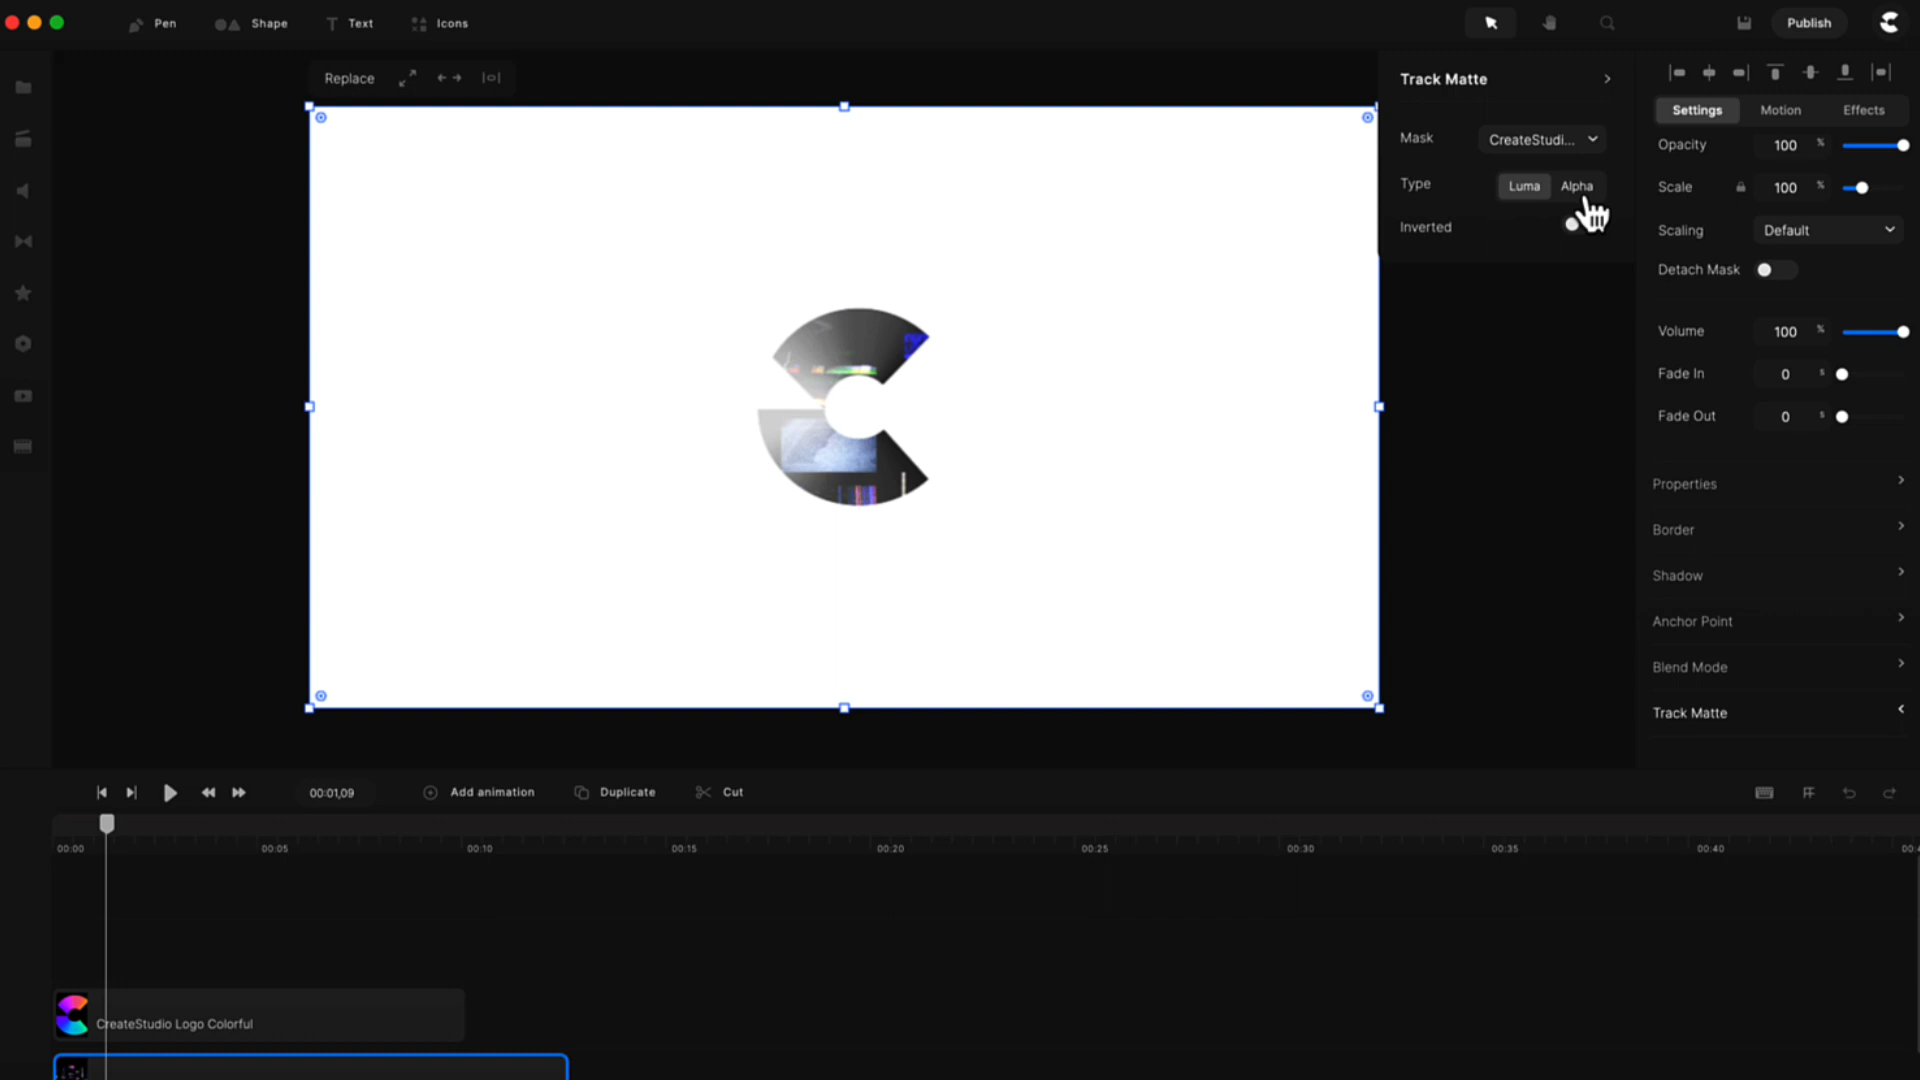 Pen
Shape
Text
Icons
Publish
Replace
Track Matte
Mask
CreateStudi...
Type
Luma
Alpha
Inverted
Settings
Motion
Effects
Opacity
100 %
Scale
100 %
Scaling
Default
Detach Mask
Volume
100 %
Fade In
0 s
Fade Out
0 s
Properties
Border
Shadow
Anchor Point
Blend Mode
Track Matte
00:01,09
Add animation
Duplicate
Cut
00:00
00:05
00:10
00:15
00:20
00:25
00:30
00:35
00:40
CreateStudio Logo Colorful